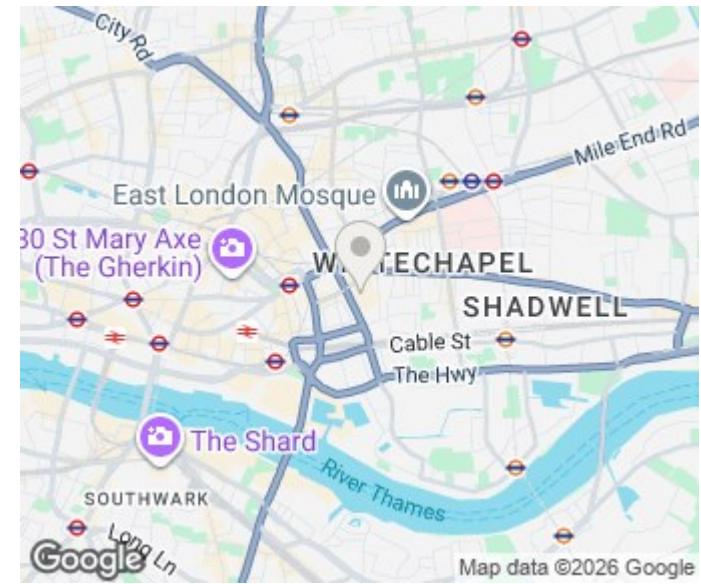 City Rd
Mile End Rd
East London Mosque
30 St Mary Axe
(The Gherkin)
SHADWELL
Cable St
The Hwy
The Shard
River Thames
SOUTHWARK
Long Ln
Google
Map data ©2026 Google